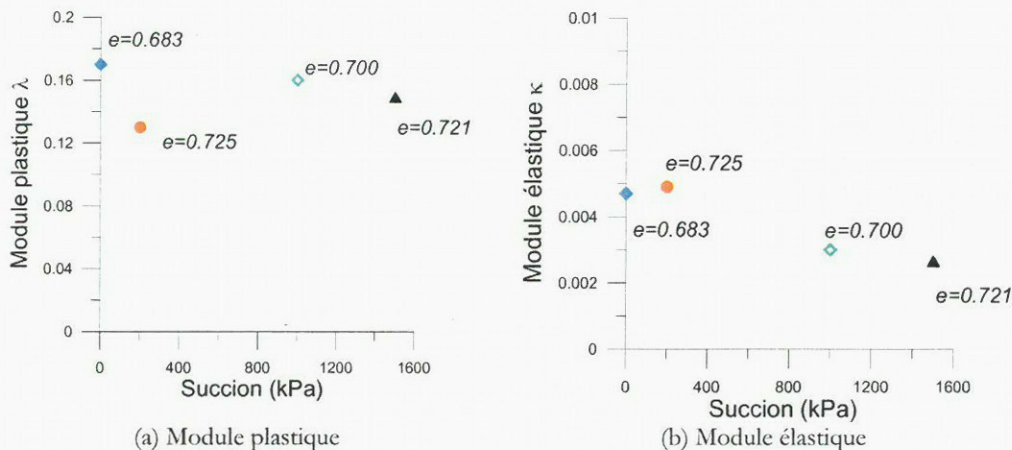 0.2
0.16
0.12
0.08
0.04
0
Module plastique λ
e=0.683
e=0.700
e=0.725
e=0.721
0 400 800 1200 1600
Succion (kPa)
(a) Module plastique
0.01
0.008
0.006
0.004
0.002
0
Module élastique κ
e=0.725
e=0.683
e=0.700
e=0.721
0 400 800 1200 1600
Succion (kPa)
(b) Module élastique